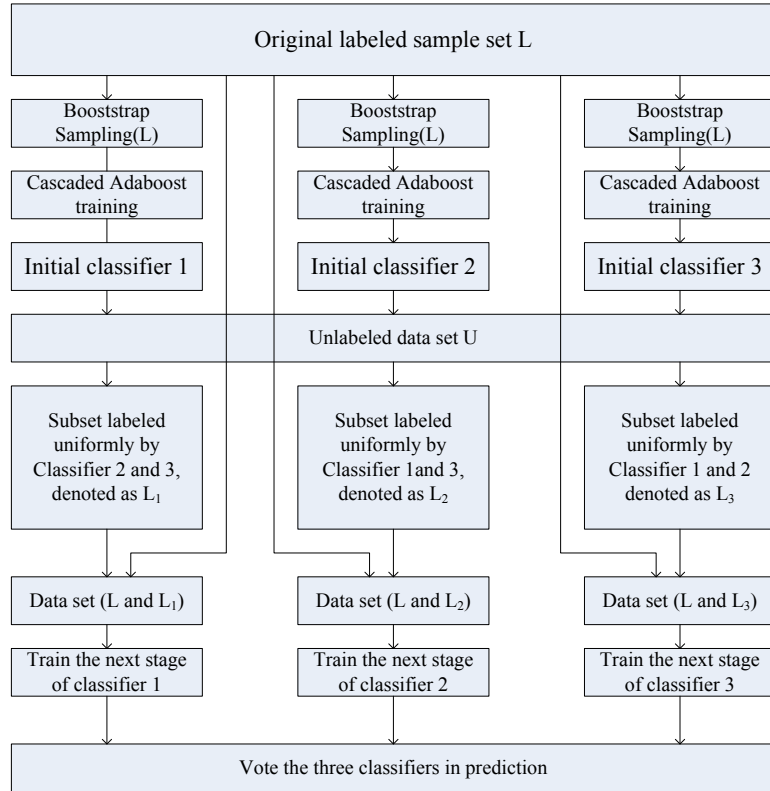 Original labeled sample set L
Booststrap
Sampling(L)
Booststrap
Sampling(L)
Booststrap
Sampling(L)
Cascaded Adaboost
training
Cascaded Adaboost
training
Cascaded Adaboost
training
Initial classifier 1
Initial classifier 2
Initial classifier 3
Unlabeled data set U
Subset labeled
uniformly by
Classifier 2 and 3,
denoted as L₁
Subset labeled
uniformly by
Classifier 1and 3,
denoted as L₂
Subset labeled
uniformly by
Classifier 1 and 2
denoted as L₃
Data set (L and L₁)
Data set (L and L₂)
Data set (L and L₃)
Train the next stage
of classifier 1
Train the next stage
of classifier 2
Train the next stage
of classifier 3
Vote the three classifiers in prediction